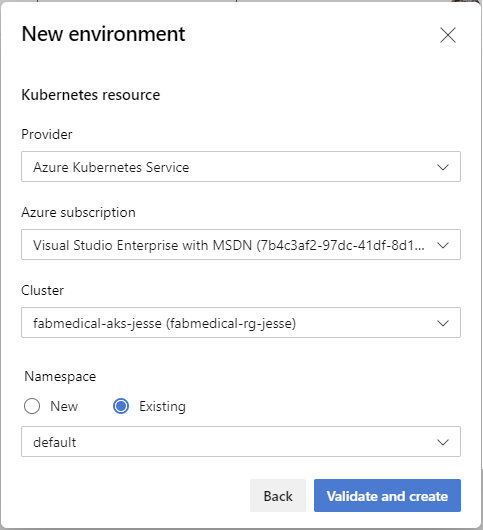 New environment
Kubernetes resource
Provider
Azure Kubernetes Service
Azure subscription
Visual Studio Enterprise with MSDN (7b4c3af2-97dc-41df-8d1...
Cluster
fabmedical-aks-jesse (fabmedical-rg-jesse)
Namespace
New Existing
default
Back Validate and create